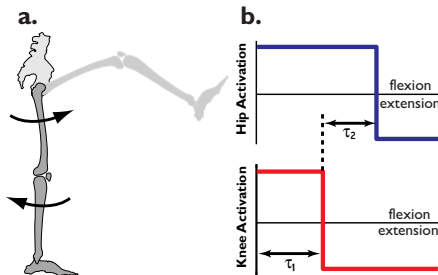 a.
b.
Hip Activation
flexion
extension
τ2
Knee Activation
flexion
extension
τ1